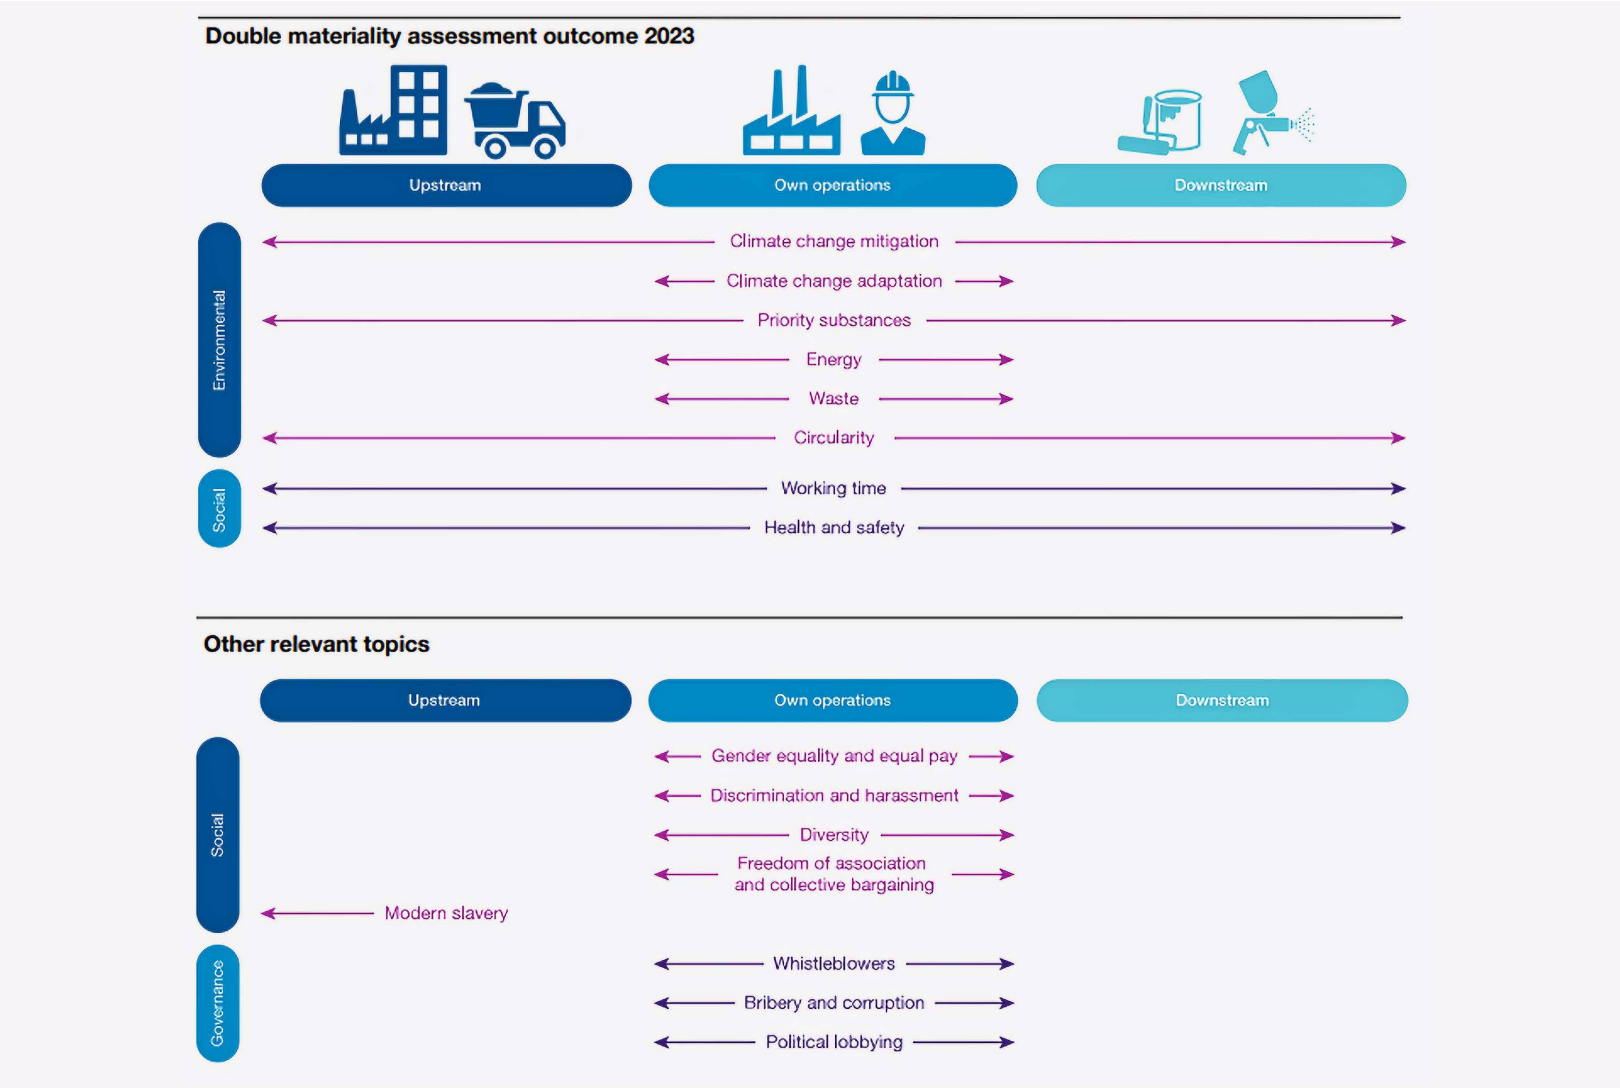 Double materiality assessment outcome 2023
Upstream
Own operations
Downstream
Environmental
Climate change mitigation
Climate change adaptation
Priority substances
Energy
Waste
Circularity
Social
Working time
Health and safety
Other relevant topics
Upstream
Own operations
Downstream
Social
Gender equality and equal pay
Discrimination and harassment
Diversity
Freedom of association
and collective bargaining
Modern slavery
Governance
Whistleblowers
Bribery and corruption
Political lobbying